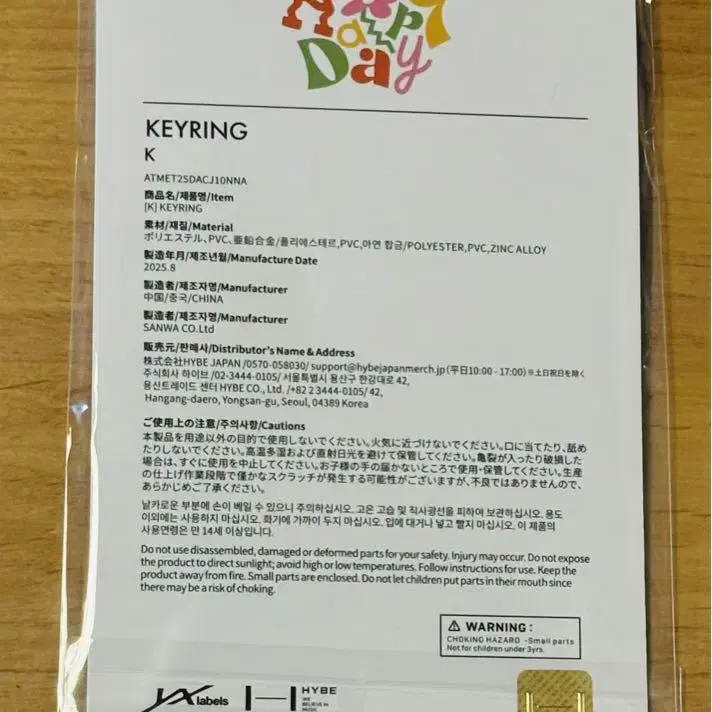 Happy
Day
KEYRING
K
ATMET25DACJ10NNA
商品名/제품명/Item
[K] KEYRING
素材/재질/Material
ポリエステル、PVC、亜鉛合金/폴리에스테르,PVC,아연 합금/POLYESTER,PVC,ZINC ALLOY
製造年月/제조년월/Manufacture Date
2025.8
製造者/제조자명/Manufacturer
中国/중국/CHINA
製造者/제조자명/Manufacturer
SANWA CO.Ltd
販売元/판매사/Distributor's Name & Address
株式会社HYBE JAPAN /0570-058030/ support@hybejapanmerch.jp (平日10:00 - 17:00) ※土日祝日を除く
주식회사 하이브 /02-3444-0105/ 서울특별시 용산구 한강대로 42,
용산트레이드 센터 HYBE CO., Ltd. /+82 2 3444-0105/ 42,
Hangang-daero, Yongsan-gu, Seoul, 04389 Korea
ご使用上の注意/주의사항/Cautions
本製品を用途以外の目的で使用しないでください。火気に近づけないでください。口に当てたり、舐め
たりしないでください。高温多湿および直射日光を避けて保管してください。亀裂が入ったり破損した
場合は、すぐに使用を中止してください。お子様の手の届かないところで使用・保管してください。生産
の仕上げ作業段階で僅かなスクラッチが発生する可能性がございますが、不良ではありませんので、
あらかじめご了承ください。
날카로운 부분에 손이 베일 수 있으니 주의하십시오. 고온 고습 및 직사광선을 피하여 보관하십시오. 용도
이외에는 사용하지 마십시오. 화기에 가까이 두지 마십시오. 입에 대거나 넣고 빨지 마십시오. 이 제품의
사용연령은 만 14세 이상입니다.
Do not use disassembled, damaged or deformed parts for your safety. Injury may occur. Do not expose
the product to direct sunlight; avoid high or low temperatures. Follow instructions for use. Keep the
product away from fire. Small parts are enclosed. Do not let children put parts in their mouth since
there may be a risk of choking.
WARNING :
CHOKING HAZARD -Small parts
Not for children under 3yrs.
YX labels
HYBE
WE
BELIEVE IN
MUSIC